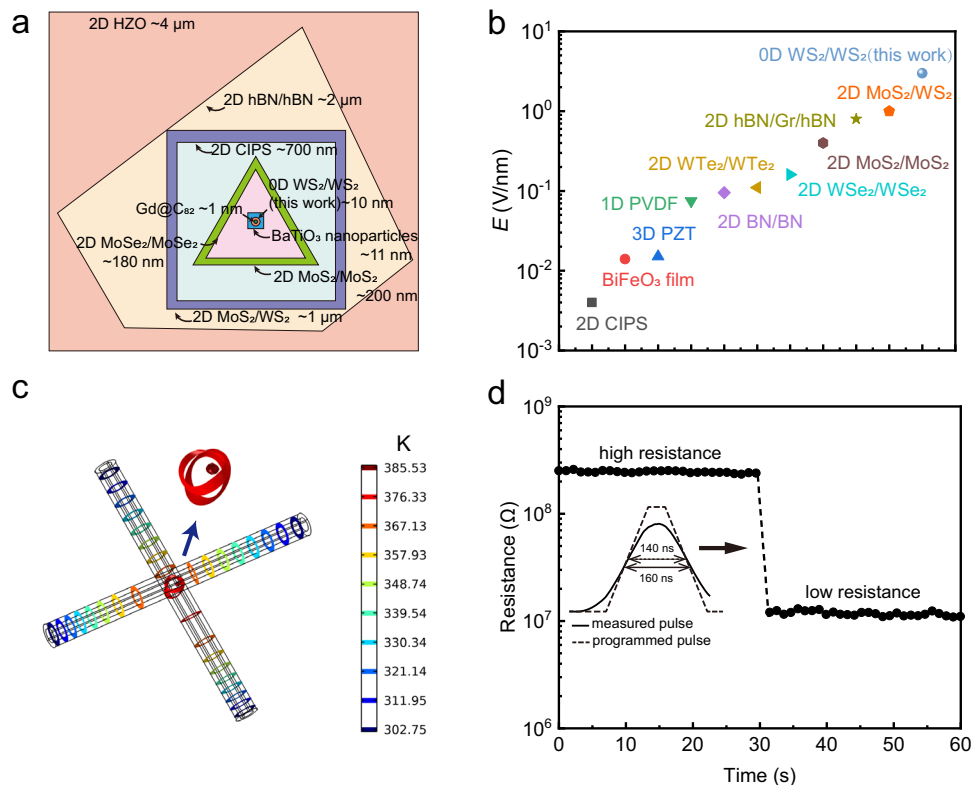 a
2D HZO ~4 μm
2D hBN/hBN ~2 μm
2D CIPS ~700 nm
0D WS₂/WS₂
(this work)~10 nm
Gd@C₈₂ ~1 nm
BaTiO₃ nanoparticles
~11 nm
2D MoSe₂/MoSe₂
~180 nm
2D MoS₂/MoS₂
~200 nm
2D MoS₂/WS₂ ~1 μm
b
E (V/nm)
10¹
10⁰
10⁻¹
10⁻²
10⁻³
0D WS₂/WS₂(this work)
2D MoS₂/WS₂
2D hBN/Gr/hBN
2D MoS₂/MoS₂
2D WTe₂/WTe₂
2D WSe₂/WSe₂
1D PVDF
2D BN/BN
3D PZT
BiFeO₃ film
2D CIPS
c
K
385.53
376.33
367.13
357.93
348.74
339.54
330.34
321.14
311.95
302.75
d
Resistance (Ω)
10⁹
10⁸
10⁷
10⁶
high resistance
140 ns
160 ns
low resistance
measured pulse
programmed pulse
0 10 20 30 40 50 60
Time (s)